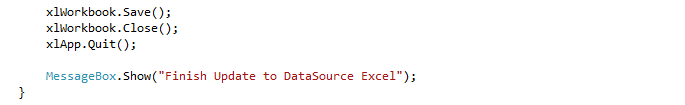 xlWorkbook.Save();
xlWorkbook.Close();
xlApp.Quit();
MessageBox.Show("Finish Update to DataSource Excel");
}